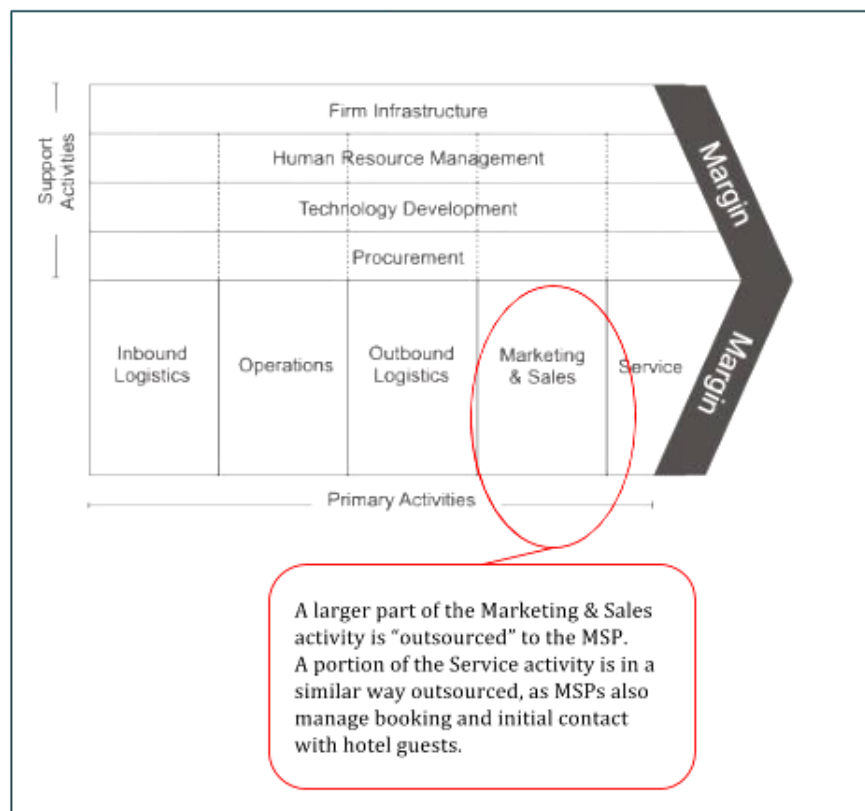 Firm Infrastructure
Support
Activities
Human Resource Management
Technology Development
Procurement
Margin
Inbound
Logistics
Operations
Outbound
Logistics
Marketing
& Sales
Service
Margin
Primary Activities
A larger part of the Marketing & Sales
activity is “outsourced” to the MSP.
A portion of the Service activity is in a
similar way outsourced, as MSPs also
manage booking and initial contact
with hotel guests.